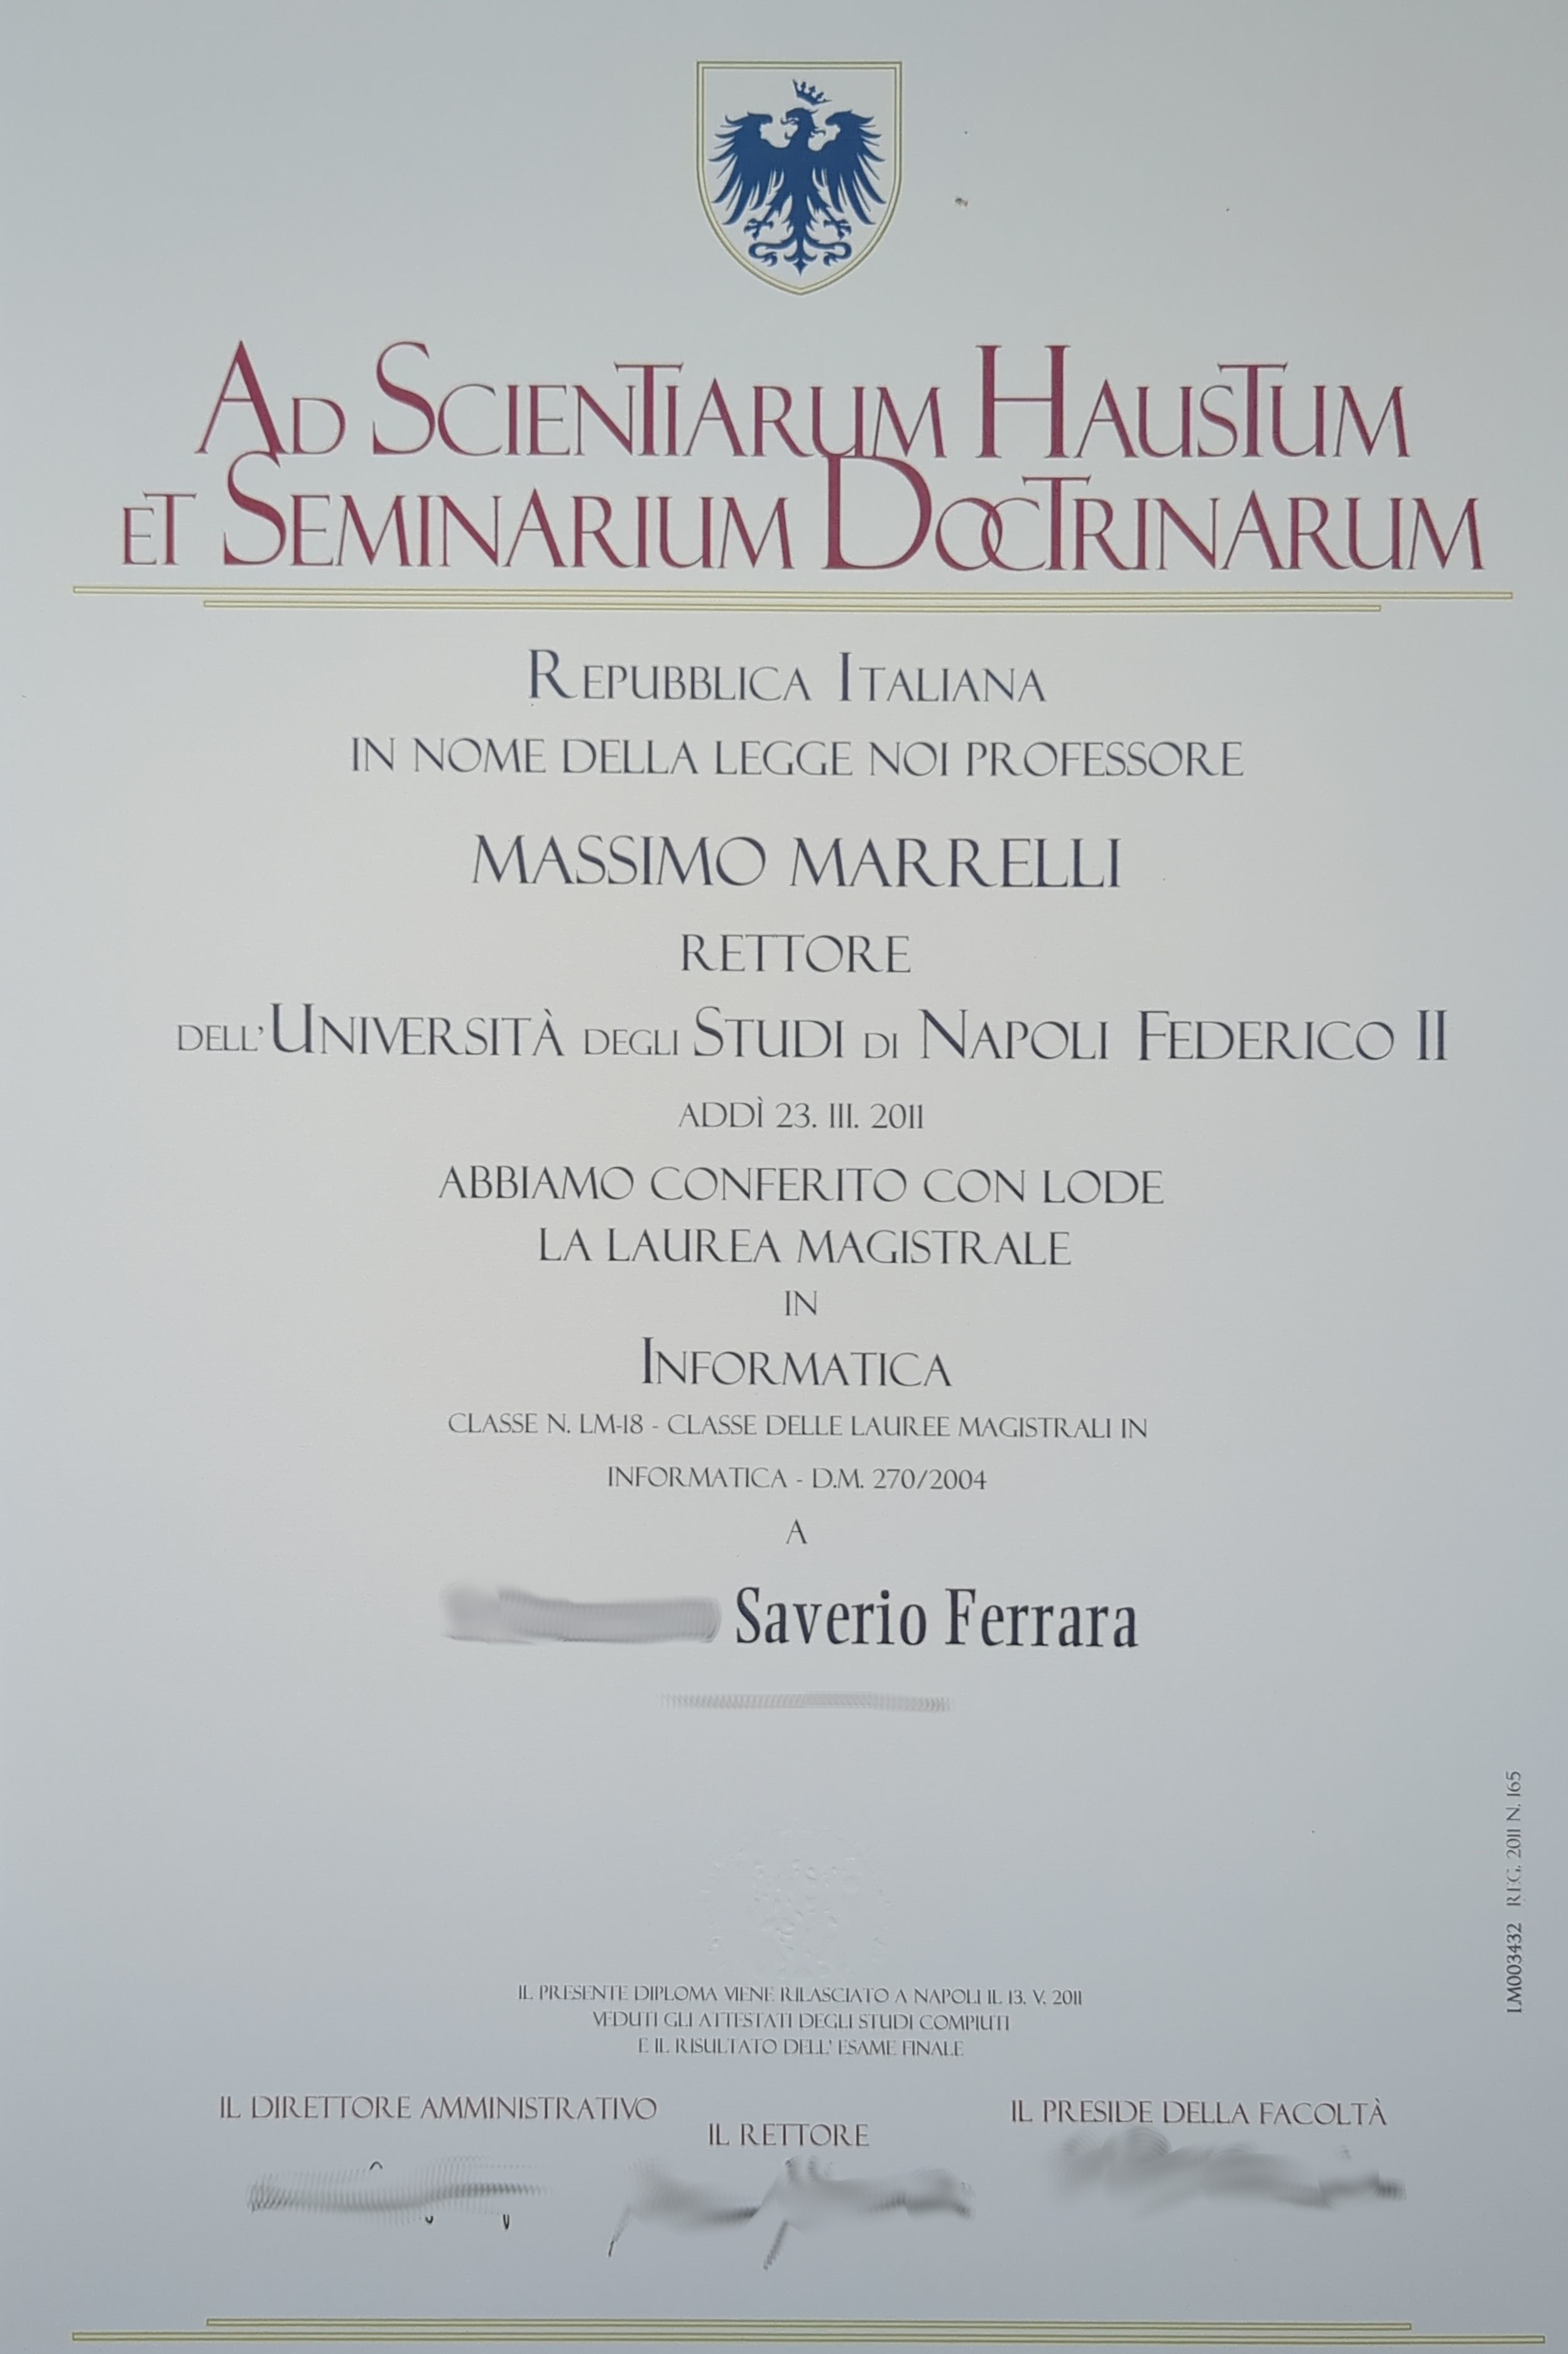 AD SCIENTIARUM HAUSTUM
ET SEMINARIUM DOCTRINARUM
REPUBBLICA ITALIANA
IN NOME DELLA LEGGE NOI PROFESSORE
MASSIMO MARRELLI
RETTORE
DELL'UNIVERSITÀ DEGLI STUDI DI NAPOLI FEDERICO II
ADDÌ 23. III. 2011
ABBIAMO CONFERITO CON LODE
LA LAUREA MAGISTRALE
IN
INFORMATICA
CLASSE N. LM-18 - CLASSE DELLE LAUREE MAGISTRALI IN
INFORMATICA - D.M. 270/2004
A
Saverio Ferrara
LM003432 REG. 2011 N. 165
IL PRESENTE DIPLOMA VIENE RILASCIATO A NAPOLI IL 13. V. 2011
VEDUTI GLI ATTESTATI DEGLI STUDI COMPIUTI
E IL RISULTATO DELL' ESAME FINALE
IL DIRETTORE AMMINISTRATIVO
IL RETTORE
IL PRESIDE DELLA FACOLTÀ